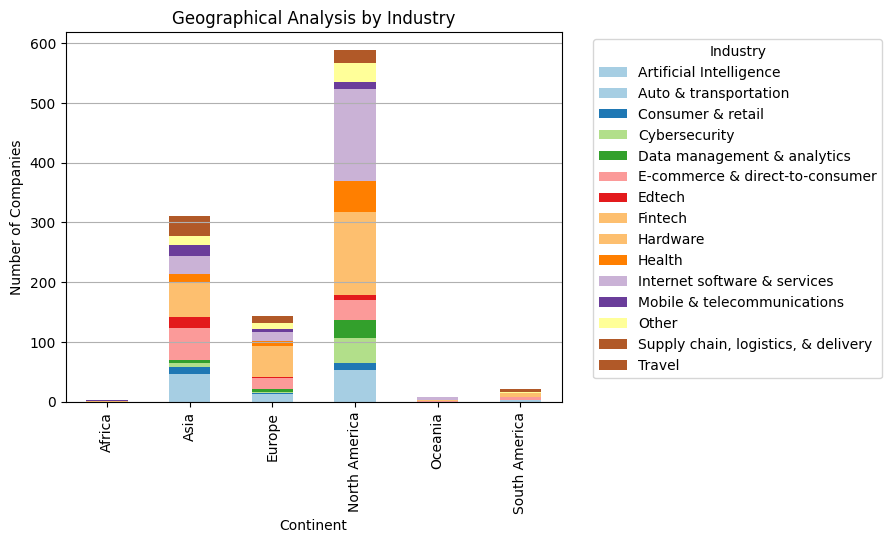 Geographical Analysis by Industry
600
500
400
300
200
100
0
Number of Companies
Africa
Asia
Europe
North America
Oceania
South America
Continent
Industry
Artificial Intelligence
Auto & transportation
Consumer & retail
Cybersecurity
Data management & analytics
E-commerce & direct-to-consumer
Edtech
Fintech
Hardware
Health
Internet software & services
Mobile & telecommunications
Other
Supply chain, logistics, & delivery
Travel